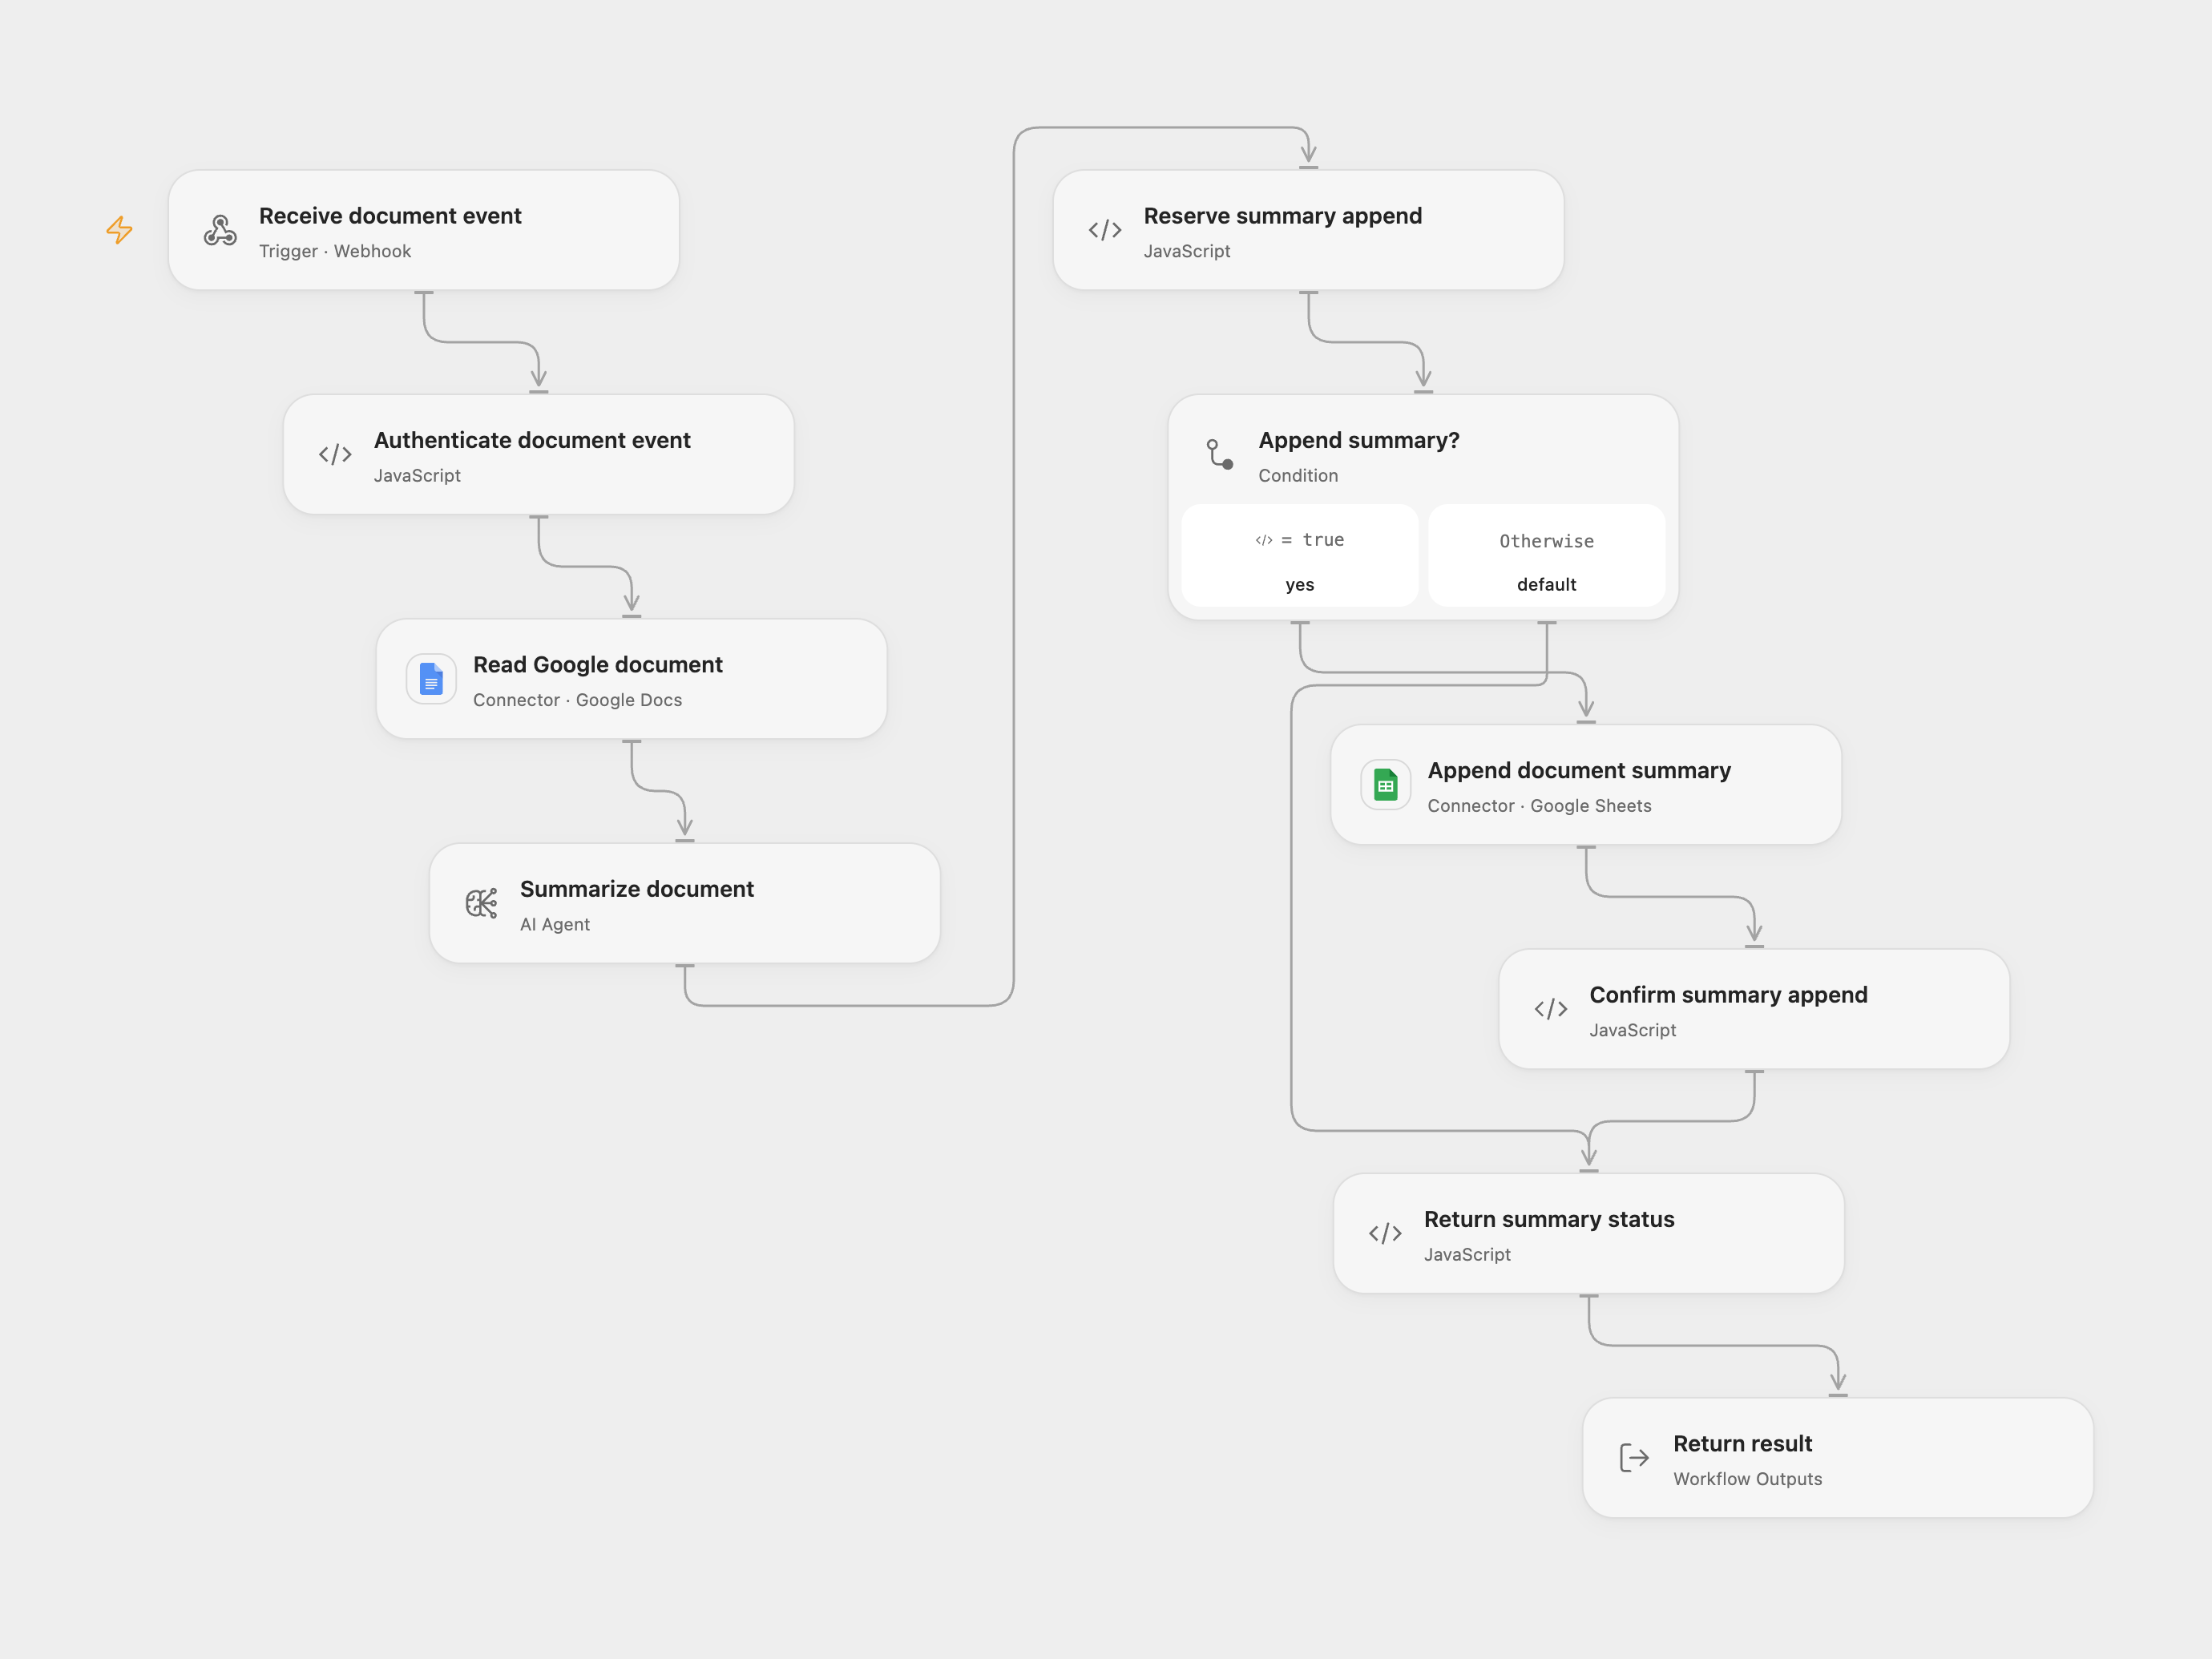 Receive document event
Trigger · Webhook
Authenticate document event
JavaScript
Read Google document
Connector · Google Docs
Summarize document
AI Agent
Reserve summary append
JavaScript
Append summary?
Condition
</> = true
yes
Otherwise
default
Append document summary
Connector · Google Sheets
Confirm summary append
JavaScript
Return summary status
JavaScript
Return result
Workflow Outputs